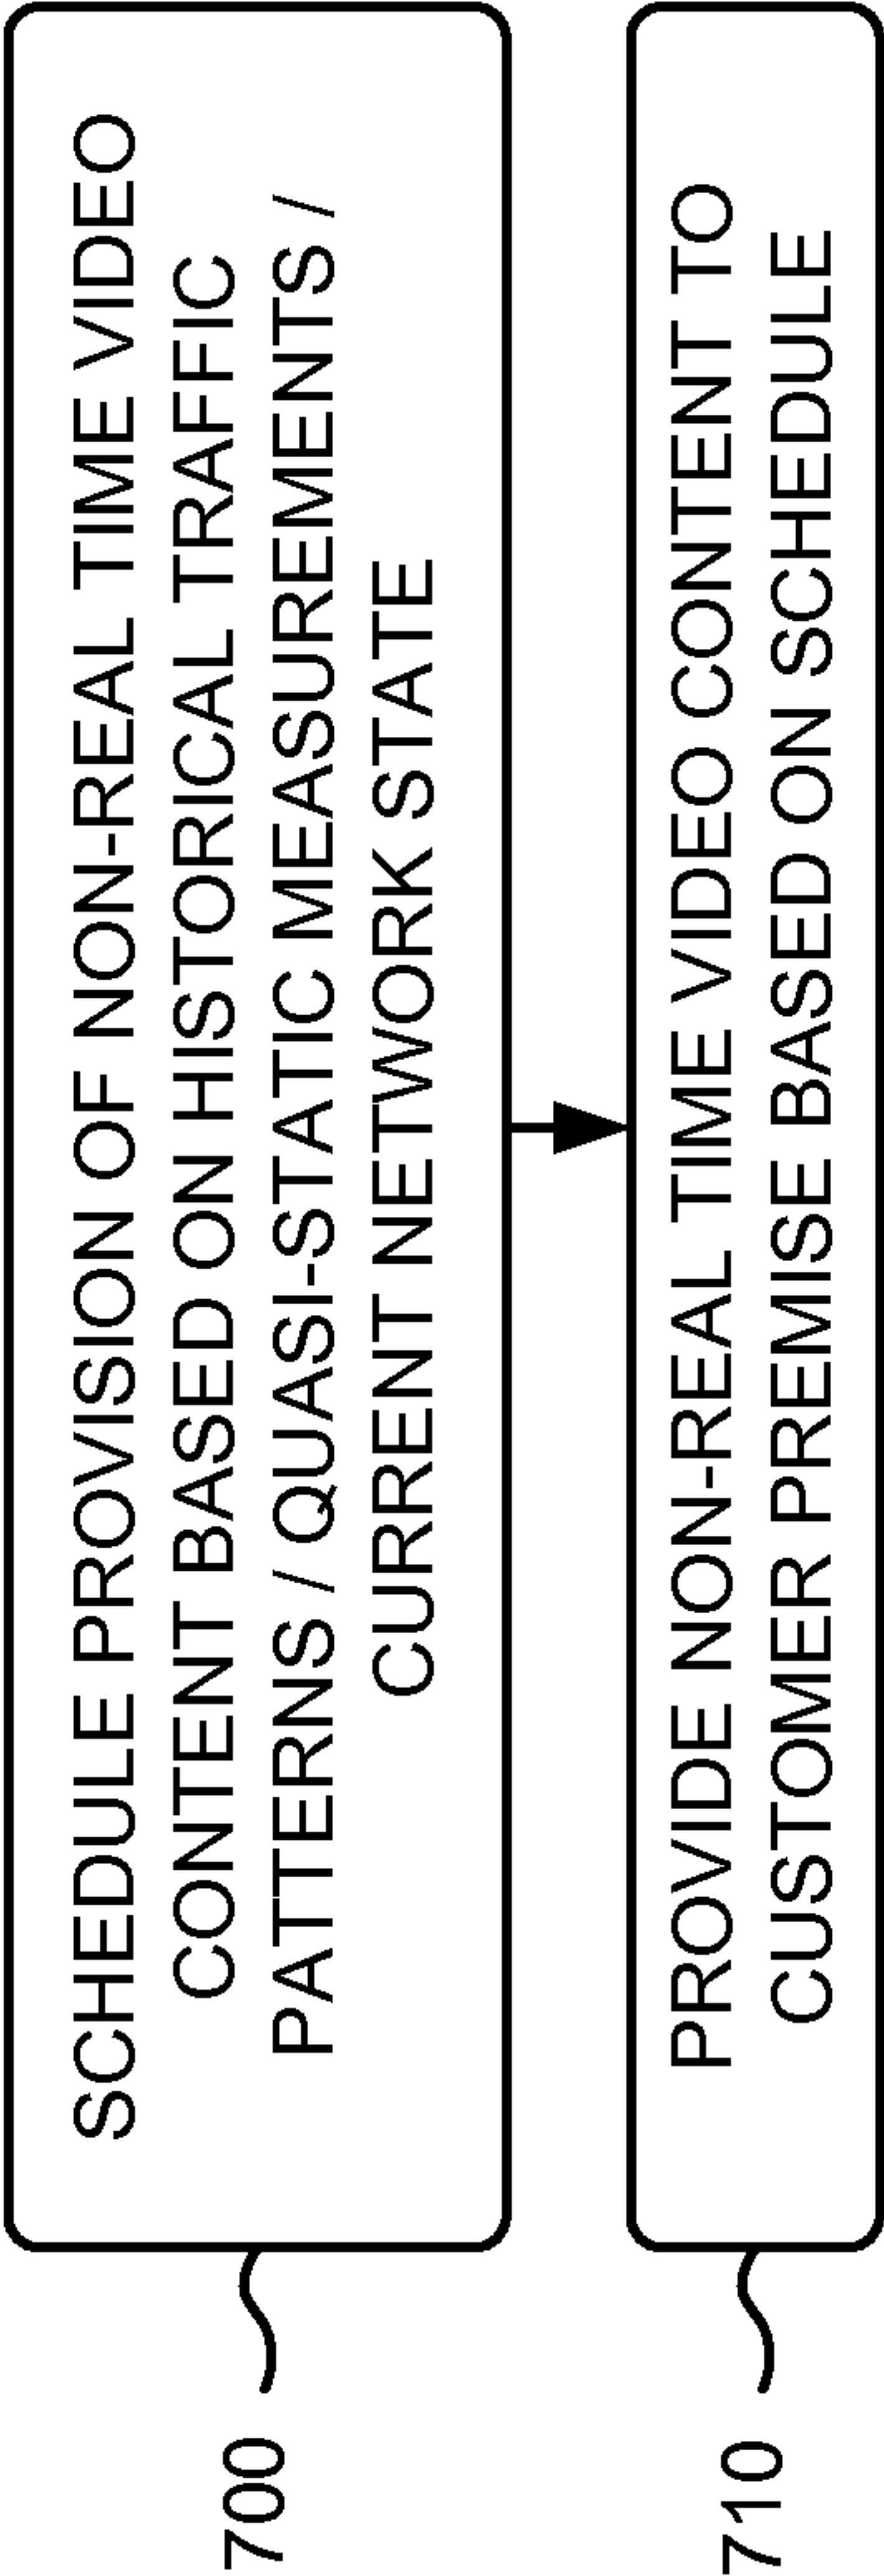 SCHEDULE PROVISION OF NON-REAL TIME VIDEO
CONTENT BASED ON HISTORICAL TRAFFIC
PATTERNS / QUASI-STATIC MEASUREMENTS /
CURRENT NETWORK STATE
700
PROVIDE NON-REAL TIME VIDEO CONTENT TO
CUSTOMER PREMISE BASED ON SCHEDULE
710